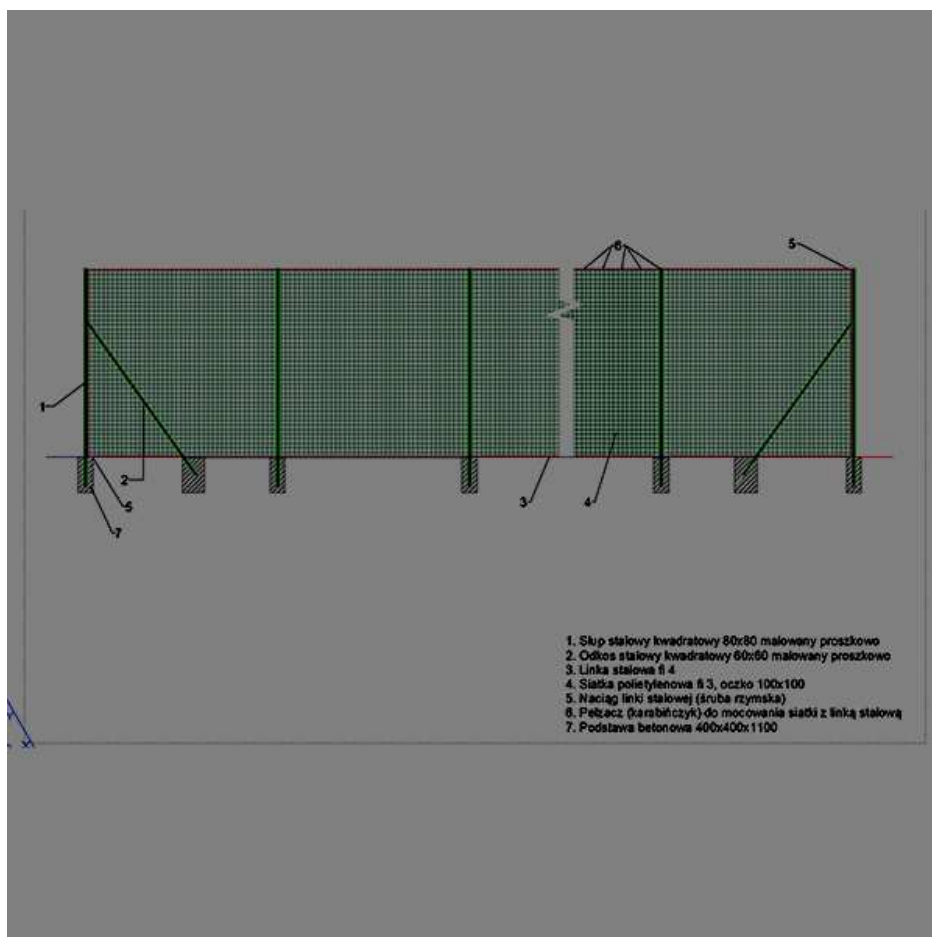 6
5
1
2
5
7
3
4
1. Słup stalowy kwadratowy 80x80 malowany proszkowo
2. Odkos stalowy kwadratowy 60x60 malowany proszkowo
3. Linka stalowa fi 4
4. Siatka polietylenowa fi 3, oczko 100x100
5. Naciąg linki stalowej (śruba rzymska)
6. Pełzacz (karabińczyk) do mocowania siatki z linką stalową
7. Podstawa betonowa 400x400x1100